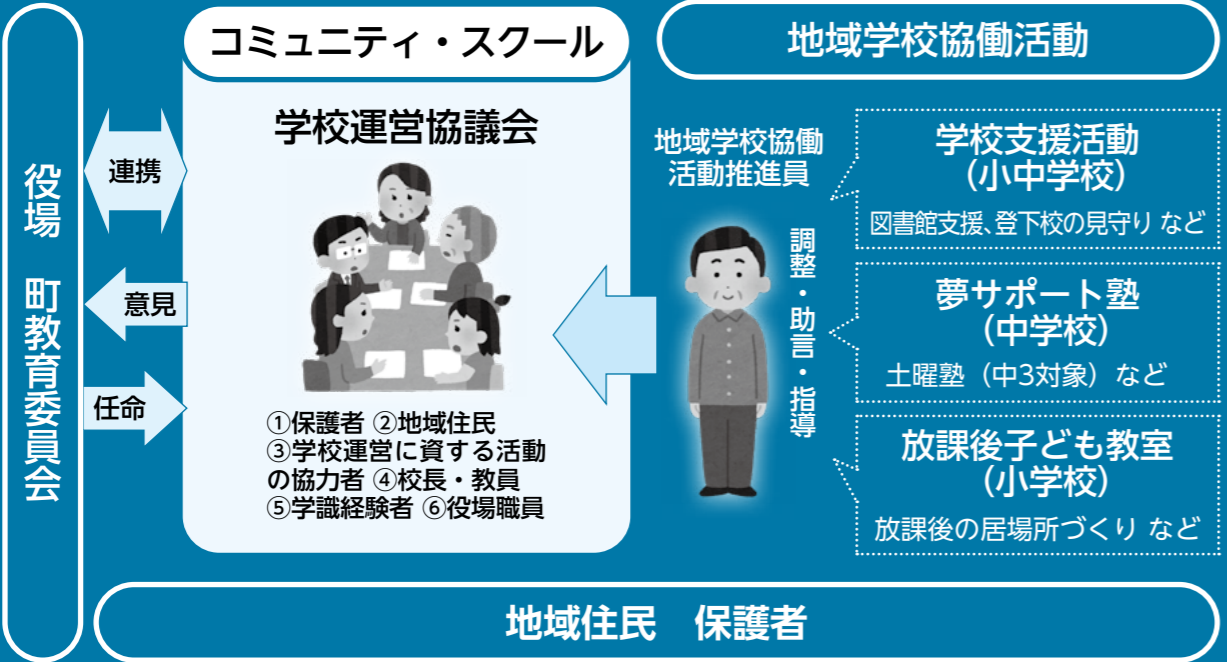 役場 町教育委員会
連携
意見
任命
コミュニティ・スクール
学校運営協議会
①保護者 ②地域住民
③学校運営に資する活動
の協力者 ④校長・教員
⑤学識経験者 ⑥役場職員
地域学校協働活動
地域学校協働
活動推進員
調整・助言・指導
学校支援活動
(小中学校)
図書館支援、登下校の見守り など
夢サポート塾
(中学校)
土曜塾（中3対象）など
放課後子ども教室
(小学校)
放課後の居場所づくり など
地域住民　保護者